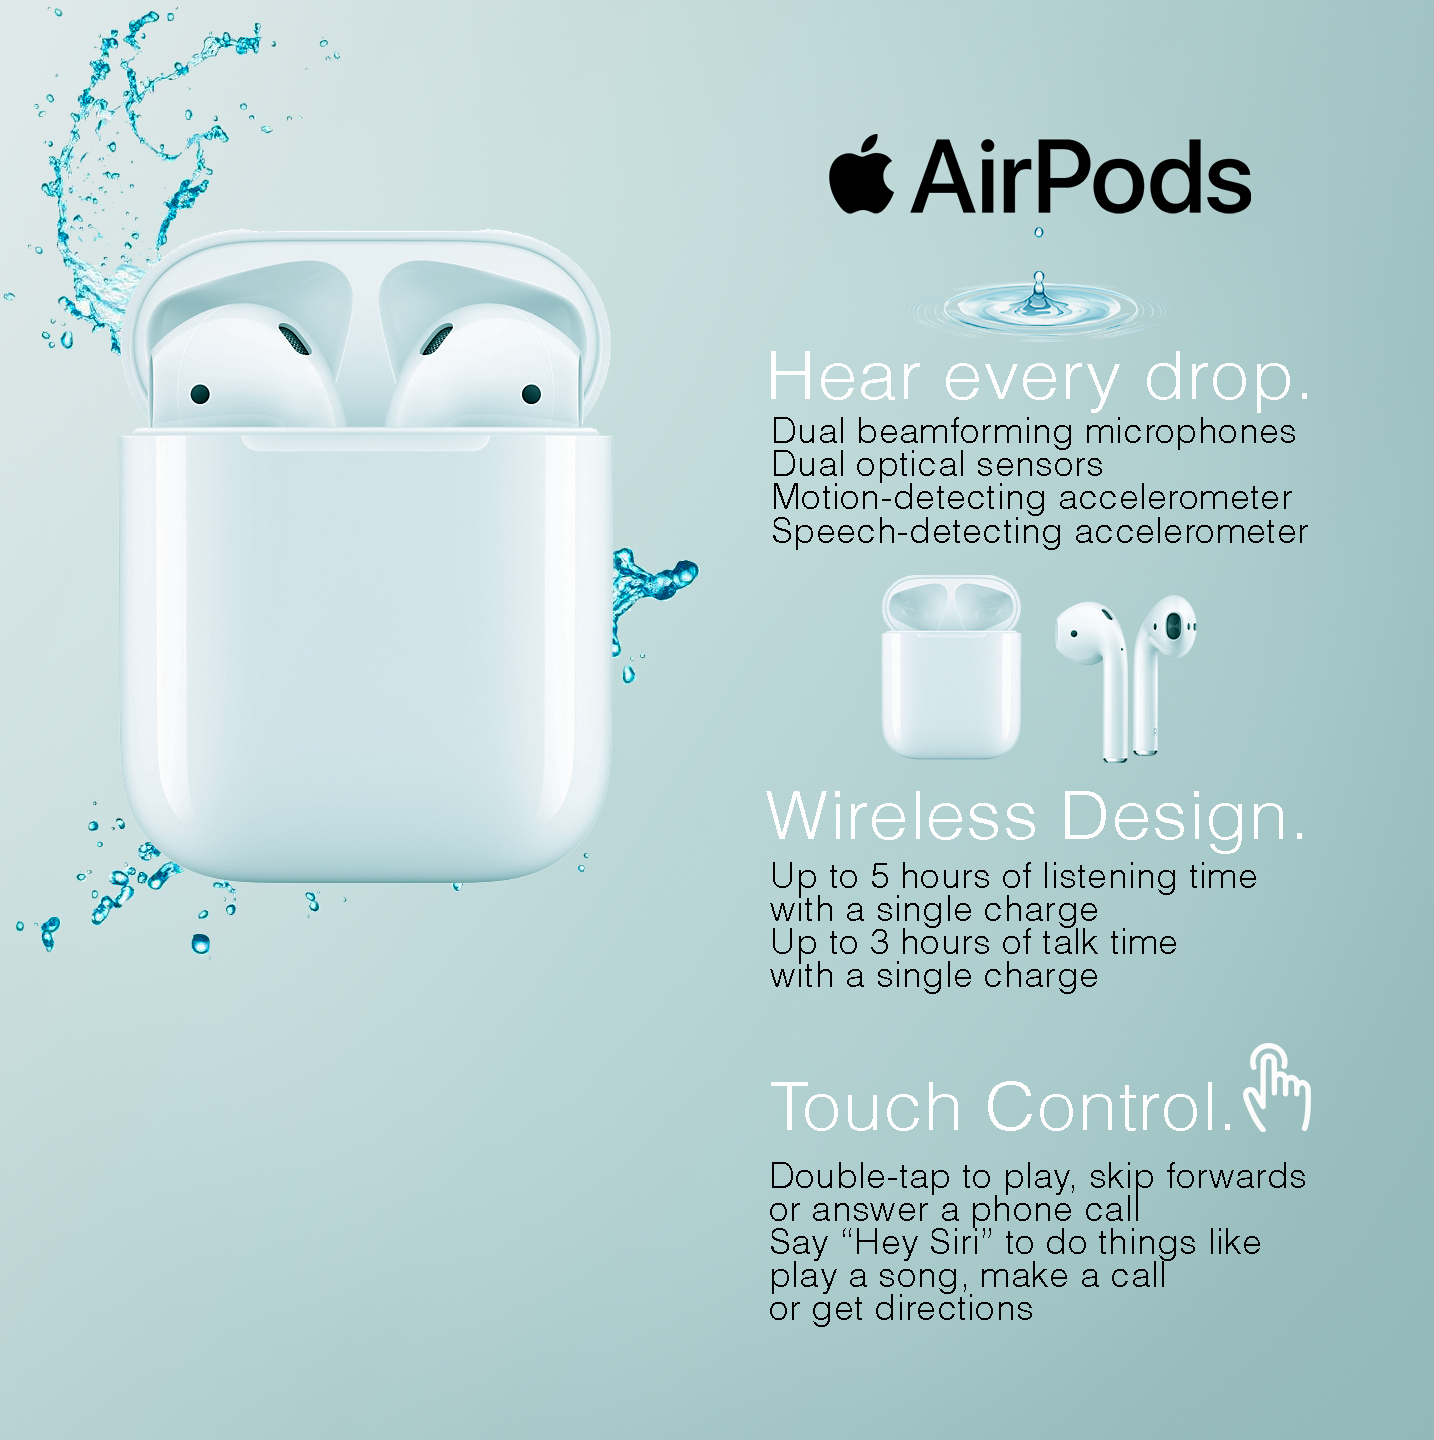 AirPods
Hear every drop.
Dual beamforming microphones
Dual optical sensors
Motion-detecting accelerometer
Speech-detecting accelerometer
Wireless Design.
Up to 5 hours of listening time
with a single charge
Up to 3 hours of talk time
with a single charge
Touch Control.
Double-tap to play, skip forwards
or answer a phone call
Say “Hey Siri” to do things like
play a song, make a call
or get directions